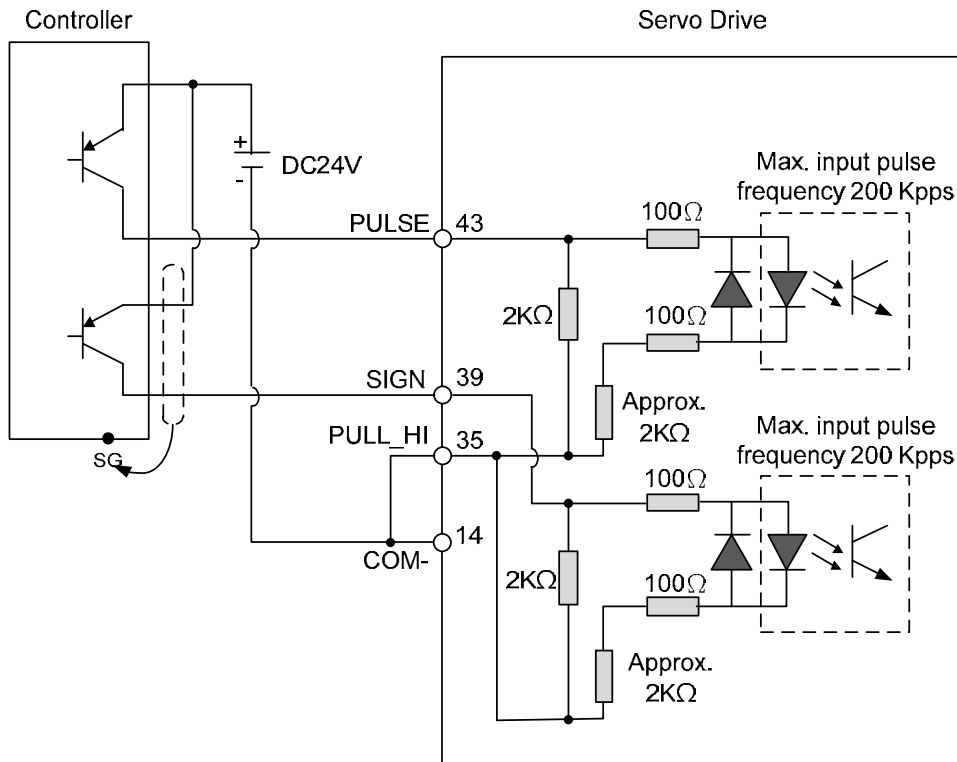 Controller
Servo Drive
+
-
DC24V
Max. input pulse
frequency 200 Kpps
PULSE
43
100Ω
2KΩ
100Ω
SIGN
39
Approx.
2KΩ
PULL_HI
35
Max. input pulse
frequency 200 Kpps
SG
100Ω
14
COM-
2KΩ
100Ω
Approx.
2KΩ